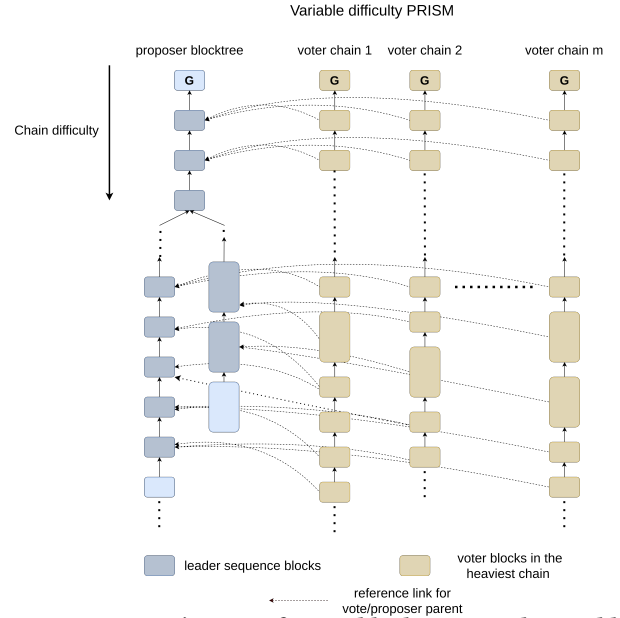 Variable difficulty PRISM
proposer blocktree
voter chain 1
voter chain 2
voter chain m
G
G
G
G
Chain difficulty
leader sequence blocks
voter blocks in the
heaviest chain
reference link for
vote/proposer parent